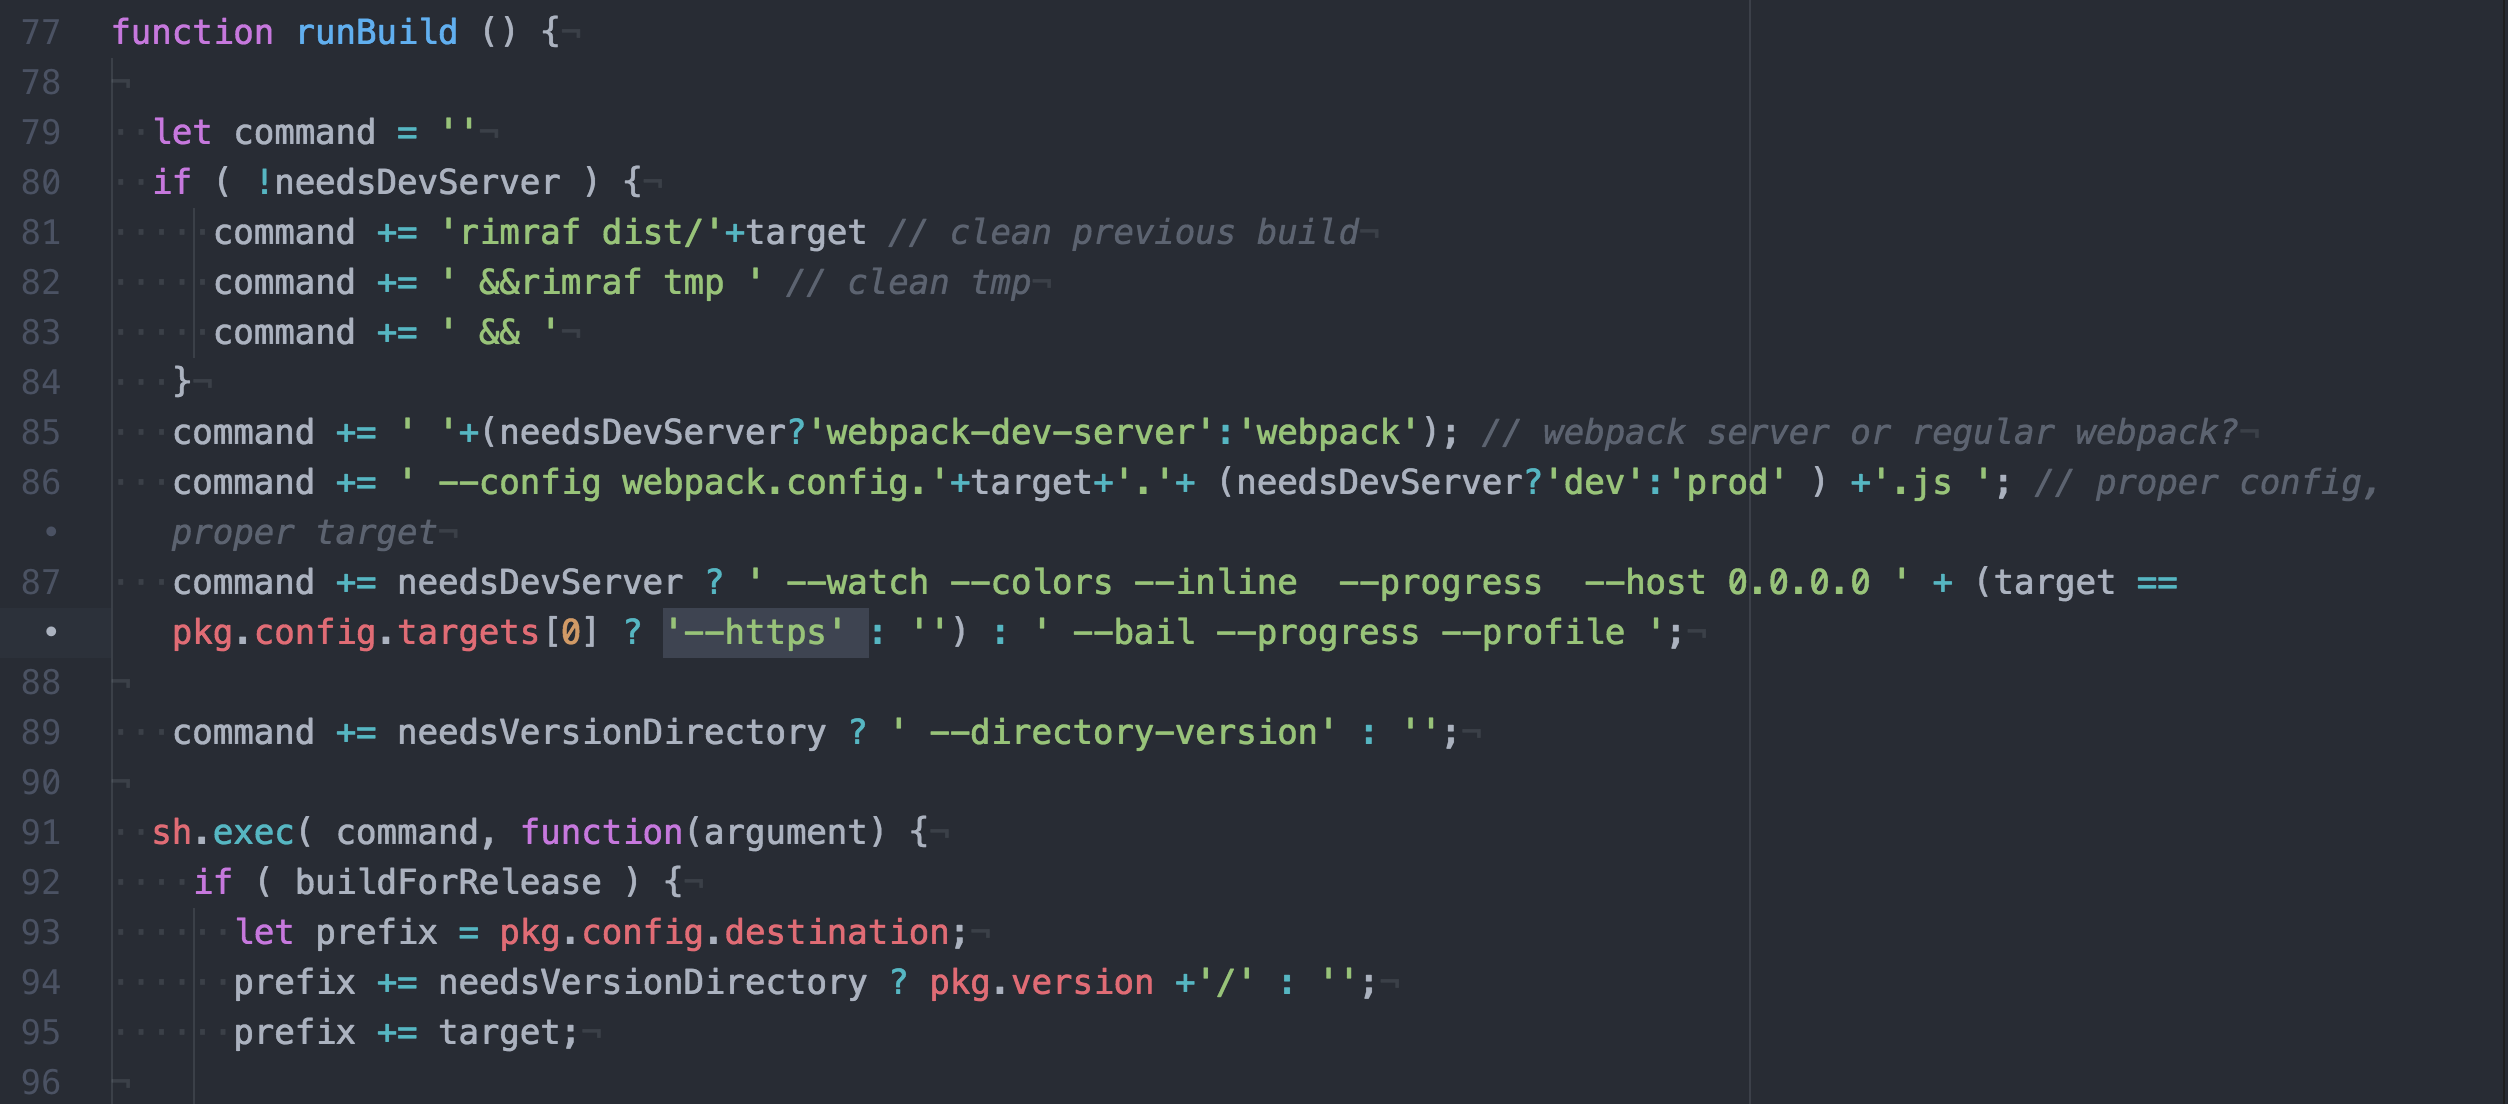 77 function runBuild () {¬
78 ¬
79 ··let command = ''¬
80 ··if ( !needsDevServer ) {¬
81 ·····command += 'rimraf dist/'+target // clean previous build¬
82 ·····command += ' &&rimraf tmp ' // clean tmp¬
83 ·····command += ' && '¬
84 ···}¬
85 ···command += ' '+(needsDevServer?'webpack-dev-server':'webpack'); // webpack server or regular webpack?¬
86 ···command += ' --config webpack.config.'+target+'.'+ (needsDevServer?'dev':'prod' ) +'.js '; // proper config,
• proper target¬
87 ···command += needsDevServer ? ' --watch --colors --inline  --progress  --host 0.0.0.0 ' + (target ==
• pkg.config.targets[0] ? '--https' : '') : ' --bail --progress --profile ';¬
88 ¬
89 ···command += needsVersionDirectory ? ' --directory-version' : '';¬
90 ¬
91 ··sh.exec( command, function(argument) {¬
92 ····if ( buildForRelease ) {¬
93 ······let prefix = pkg.config.destination;¬
94 ······prefix += needsVersionDirectory ? pkg.version +'/' : '';¬
95 ······prefix += target;¬
96 ¬